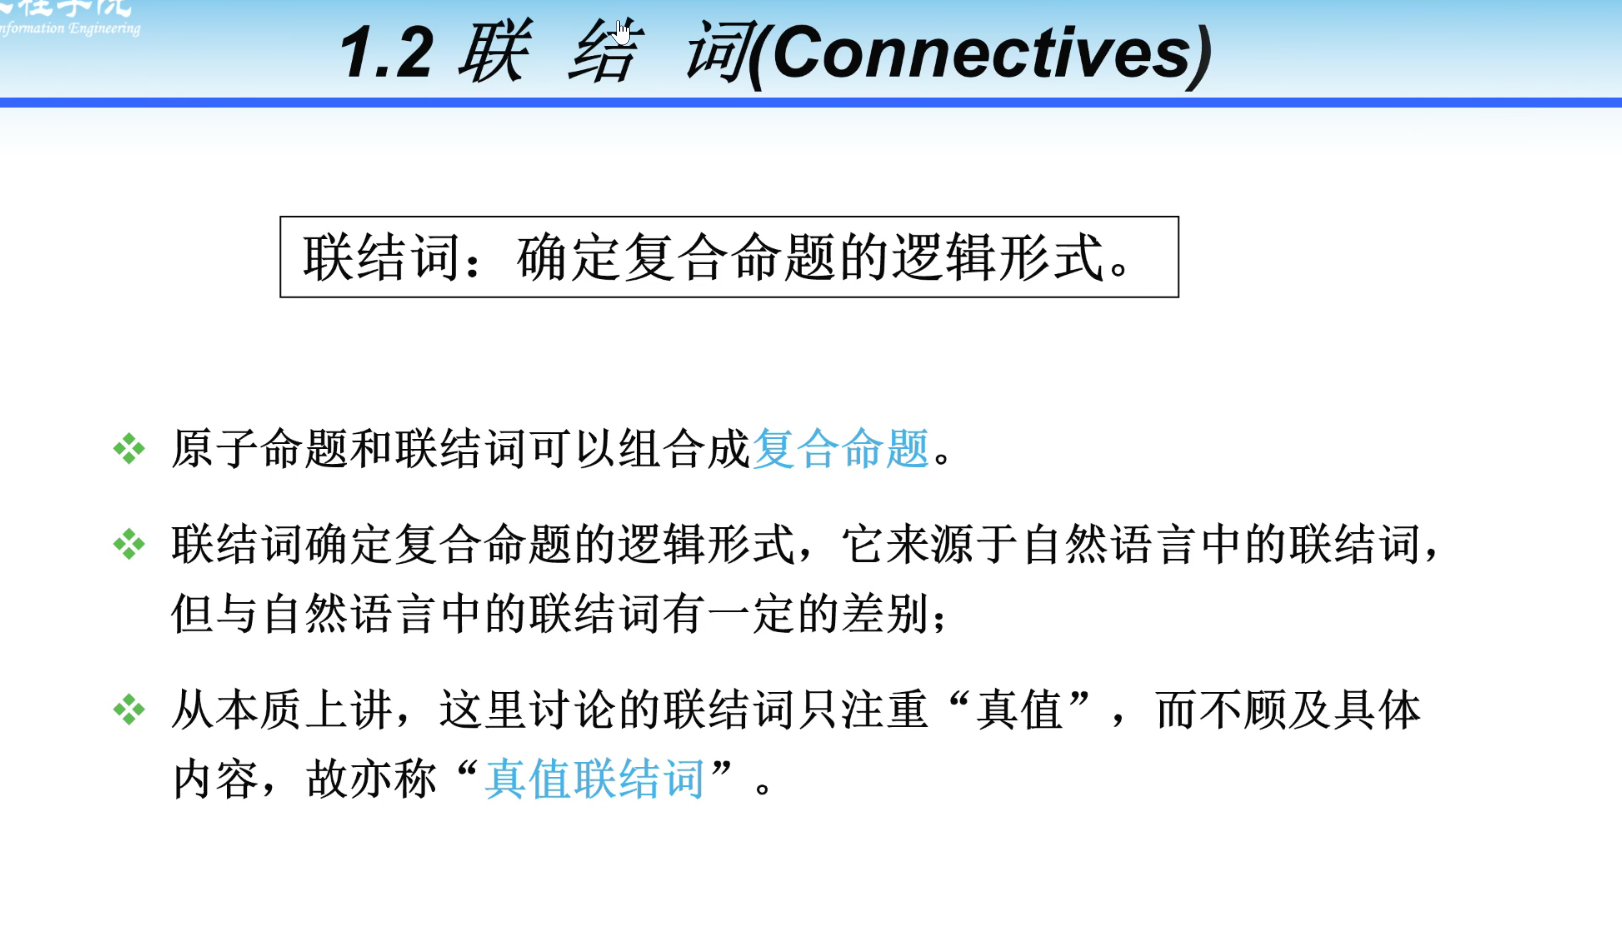 程学院
Information Engineering
1.2 联 结 词(Connectives)
联结词：确定复合命题的逻辑形式。
原子命题和联结词可以组合成复合命题。
联结词确定复合命题的逻辑形式，它来源于自然语言中的联结词，
但与自然语言中的联结词有一定的差别；
从本质上讲，这里讨论的联结词只注重“真值”，而不顾及具体
内容，故亦称“真值联结词”。